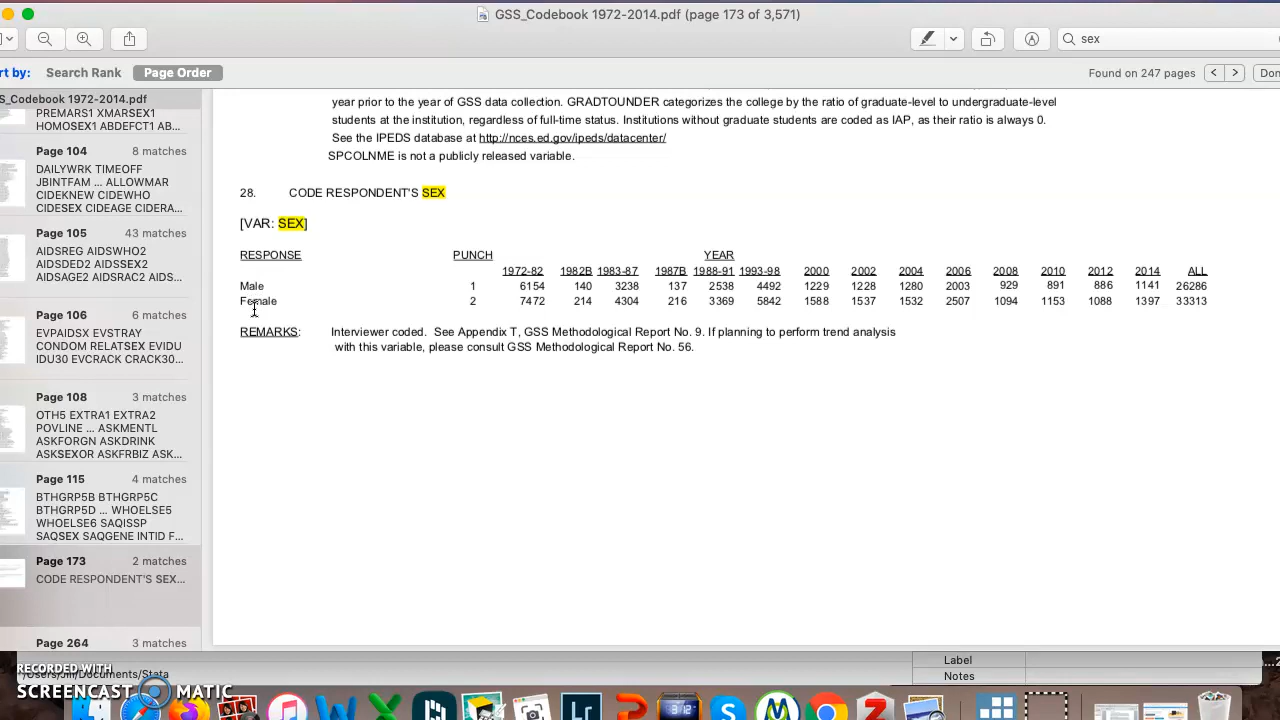 GSS_Codebook 1972-2014.pdf (page 173 of 3,571)
sex
rt by: Search Rank Page Order
Found on 247 pages < > Don
S_Codebook 1972-2014.pdf
PREMARS1 XMARSEX1
HOMOSEX1 ABDEFCT1 AB...
Page 104 8 matches
DAILYWRK TIMEOFF
JBINTFAM ... ALLOWMAR
CIDEKNEW CIDEWHO
CIDESEX CIDEAGE CIDERA...
Page 105 43 matches
AIDSREG AIDSWHO2
AIDSDED2 AIDSSEX2
AIDSAGE2 AIDSRAC2 AIDS...
Page 106 6 matches
EVPAIDSX EVSTRAY
CONDOM RELATSEX EVIDU
IDU30 EVCRACK CRACK30...
Page 108 3 matches
OTH5 EXTRA1 EXTRA2
POVLINE ... ASKMENTL
ASKFORGN ASKDRINK
ASKSEXOR ASKFRBIZ ASK...
Page 115 4 matches
BTHGRP5B BTHGRP5C
BTHGRP5D ... WHOELSE5
WHOELSE6 SAQISSP
SAQSEX SAQGENE INTID F...
Page 173 2 matches
CODE RESPONDENT'S SEX...
Page 264 3 matches
year prior to the year of GSS data collection. GRADTOUNDER categorizes the college by the ratio of graduate-level to undergraduate-level
students at the institution, regardless of full-time status. Institutions without graduate students are coded as IAP, as their ratio is always 0.
See the IPEDS database at http://nces.ed.gov/ipeds/datacenter/
SPCOLNME is not a publicly released variable.
28. CODE RESPONDENT'S SEX
[VAR: SEX]
RESPONSE PUNCH YEAR
1972-82 1982B 1983-87 1987B 1988-91 1993-98 2000 2002 2004 2006 2008 2010 2012 2014 ALL
Male 1 6154 140 3238 137 2538 4492 1229 1228 1280 2003 929 891 886 1141 26286
Female 2 7472 214 4304 216 3369 5842 1588 1537 1532 2507 1094 1153 1088 1397 33313
REMARKS: Interviewer coded. See Appendix T, GSS Methodological Report No. 9. If planning to perform trend analysis
with this variable, please consult GSS Methodological Report No. 56.
Label
Notes
RECORDED WITH
SCREENCAST MATIC